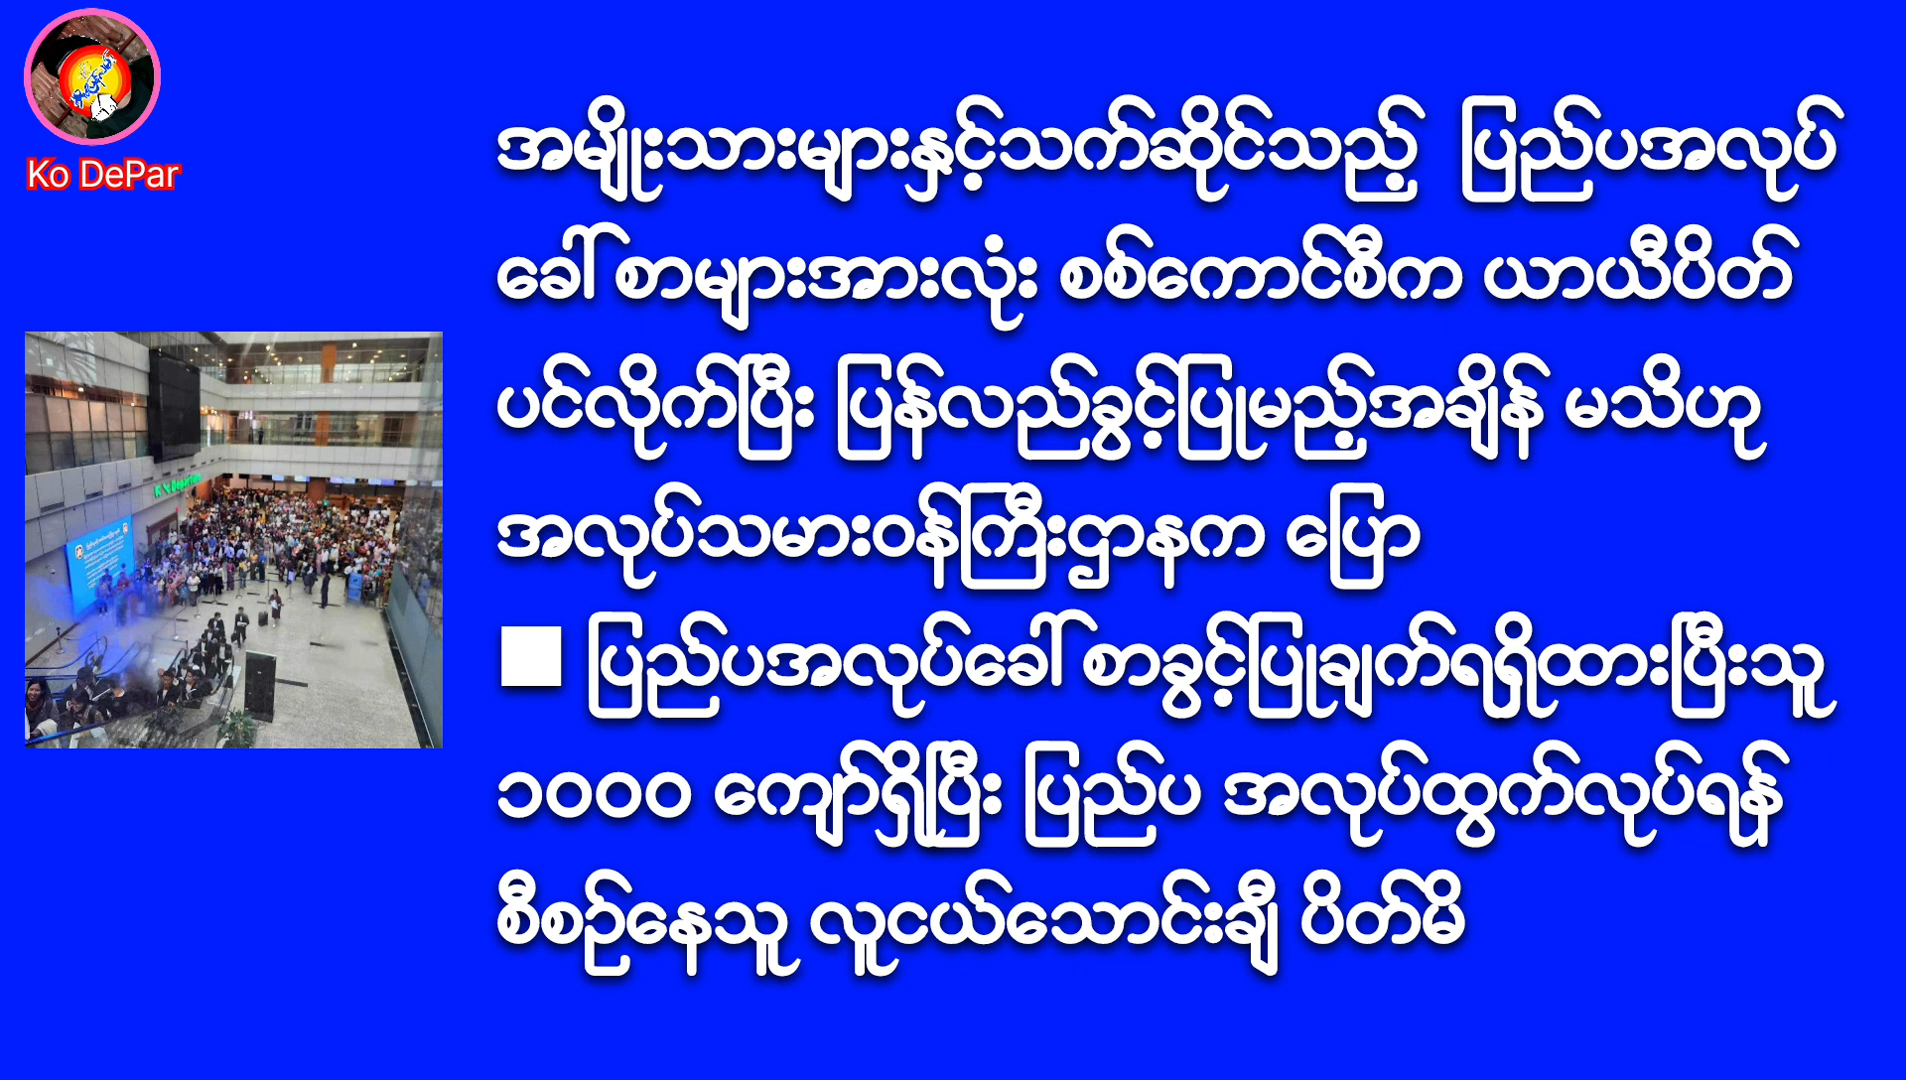 Ko DePar
အမျိုးသားများနှင့်သက်ဆိုင်သည့် ပြည်ပအလုပ်
ခေါ်စာများအားလုံး စစ်ကောင်စီက ယာယီပိတ်
ပင်လိုက်ပြီး ပြန်လည်ခွင့်ပြုမည့်အချိန် မသိဟု
အလုပ်သမားဝန်ကြီးဌာနက ပြော
■ ပြည်ပအလုပ်ခေါ်စာခွင့်ပြုချက်ရရှိထားပြီးသူ
၁၀၀၀ ကျော်ရှိပြီး ပြည်ပ အလုပ်ထွက်လုပ်ရန်
စီစဉ်နေသူ လူငယ်သောင်းချီ ပိတ်မိ